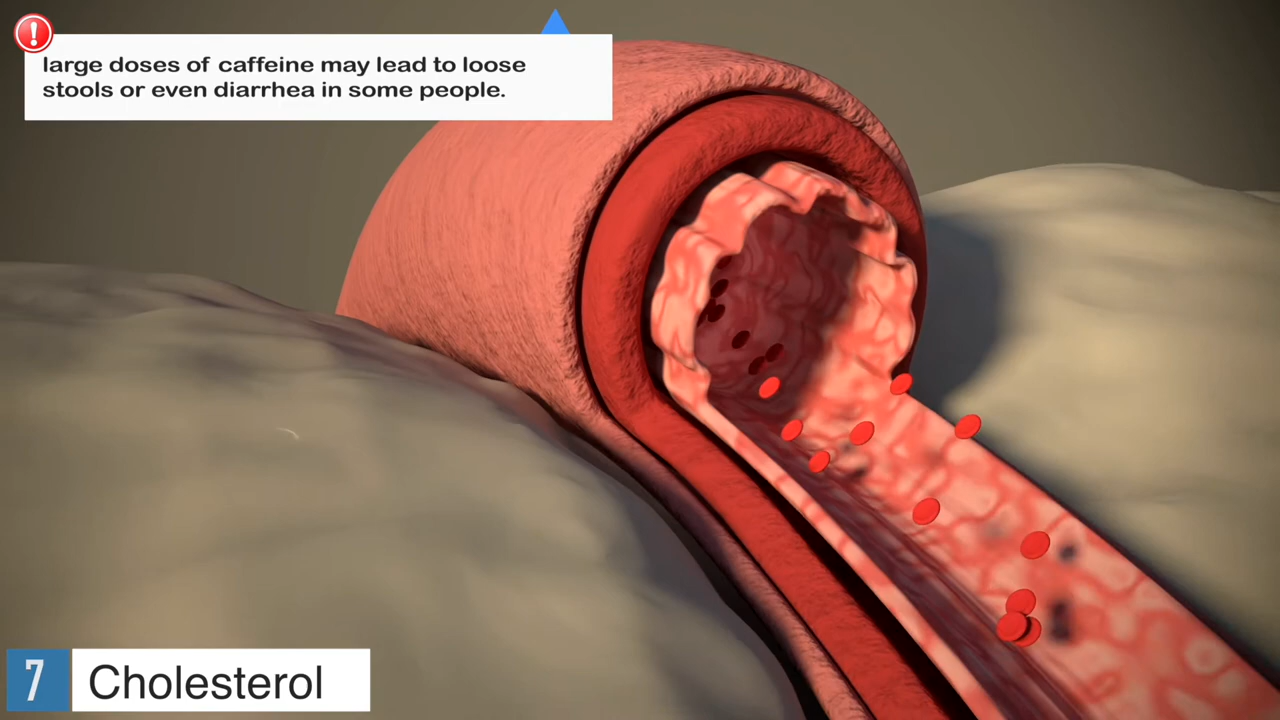 large doses of caffeine may lead to loose
stools or even diarrhea in some people.
7 Cholesterol